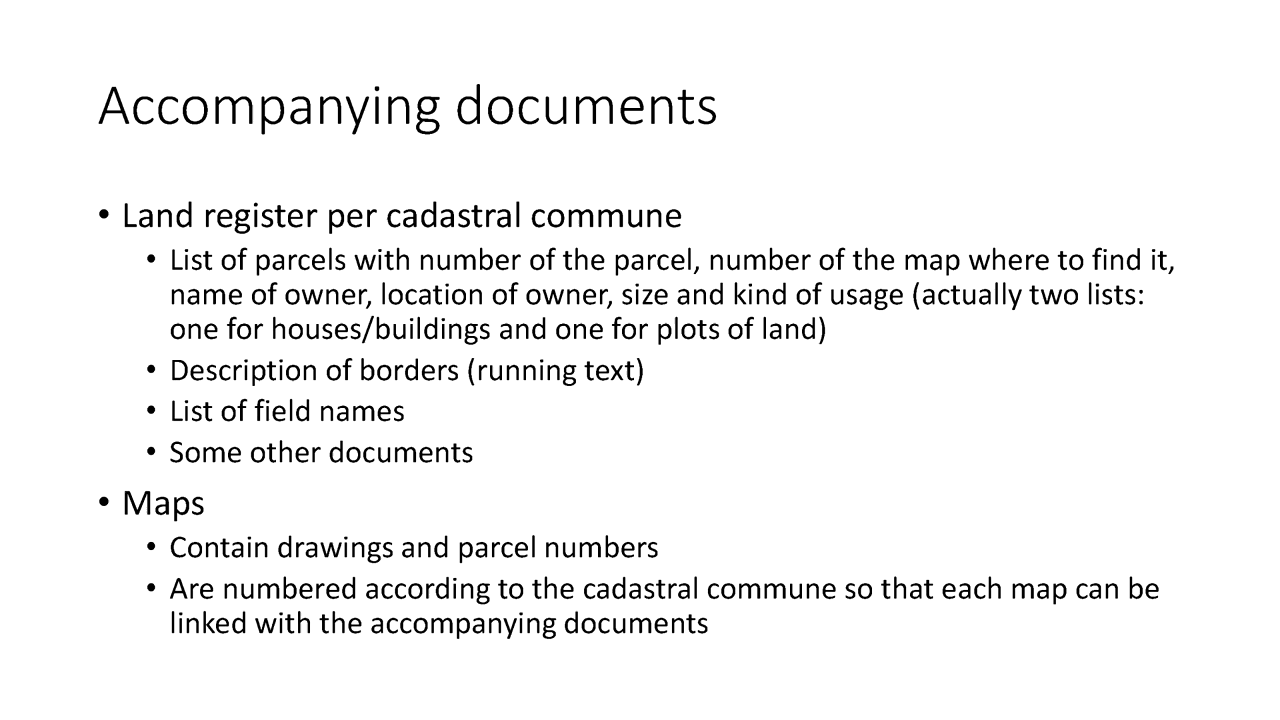 Accompanying documents
• Land register per cadastral commune
• List of parcels with number of the parcel, number of the map where to find it,
name of owner, location of owner, size and kind of usage (actually two lists:
one for houses/buildings and one for plots of land)
• Description of borders (running text)
• List of field names
• Some other documents
• Maps
• Contain drawings and parcel numbers
• Are numbered according to the cadastral commune so that each map can be
linked with the accompanying documents